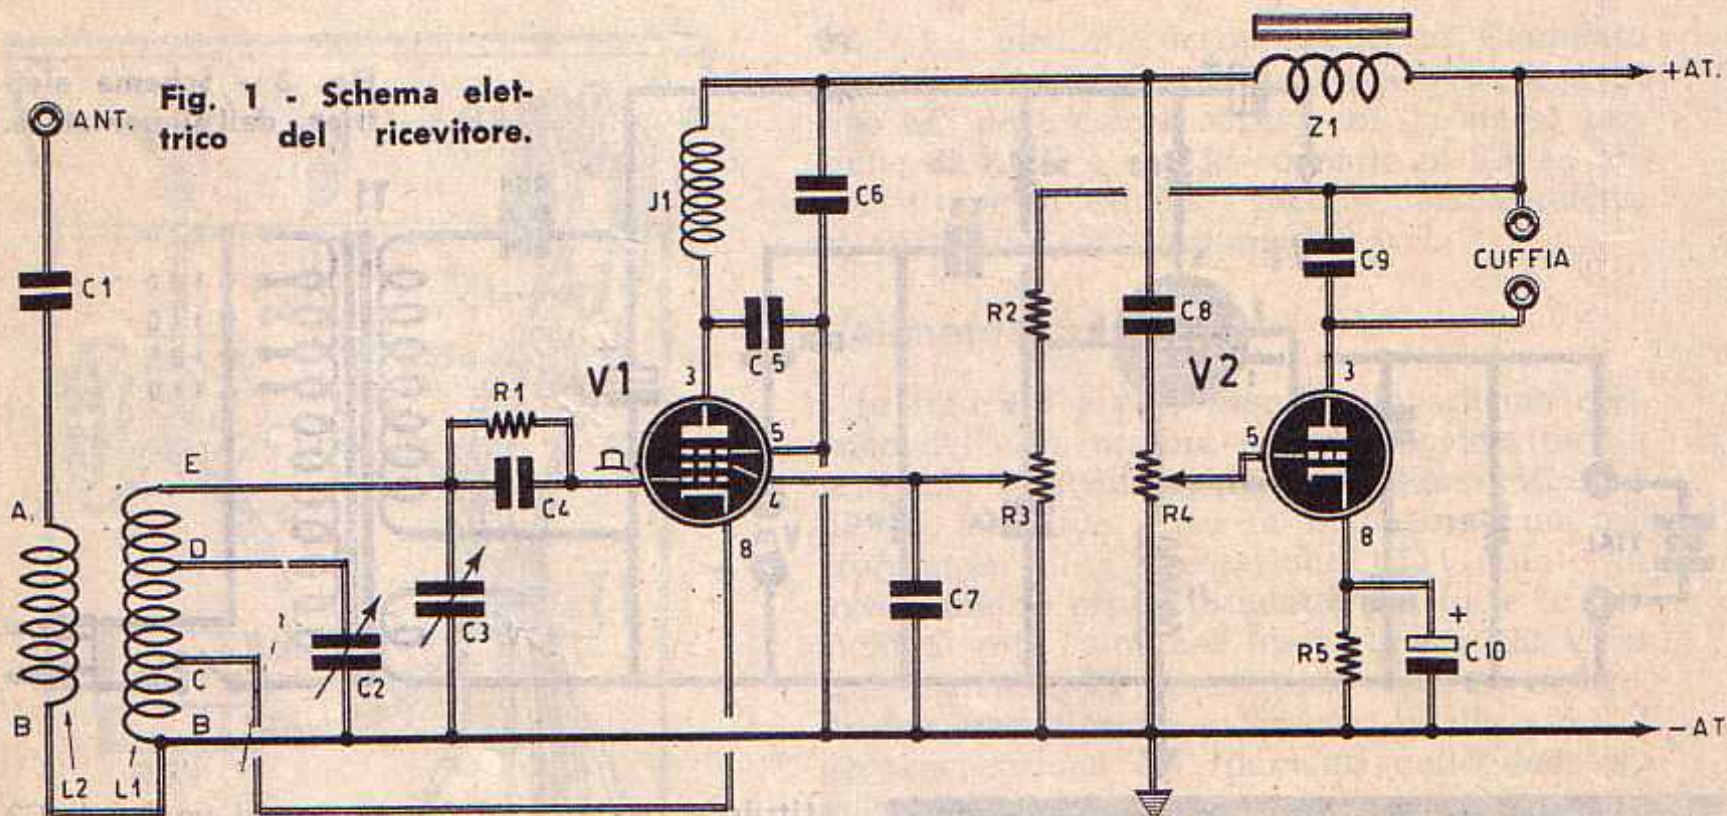 Fig. 1 - Schema elet-
trico del ricevitore.
ANT.
+AT.
Z1
J1
C6
C1
C9
CUFFIA
R2
C8
C5
V1
V2
3
3
R1
5
5
E
C4
4
R3
R4
A.
D
8
8
C7
C3
+
R5
C10
C
C2
B
B
-AT
L2
L1